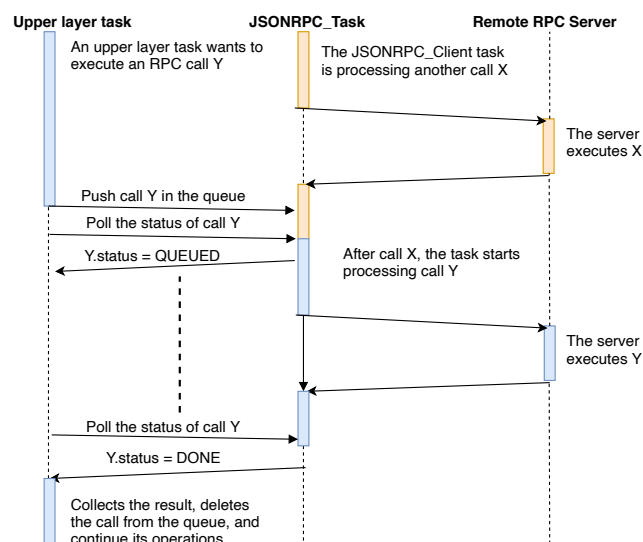 Upper layer task
JSONRPC_Task
Remote RPC Server
An upper layer task wants to
execute an RPC call Y
The JSONRPC_Client task
is processing another call X
The server
executes X
Push call Y in the queue
Poll the status of call Y
Y.status = QUEUED
After call X, the task starts
processing call Y
The server
executes Y
Poll the status of call Y
Y.status = DONE
Collects the result, deletes
the call from the queue, and
continue its operations